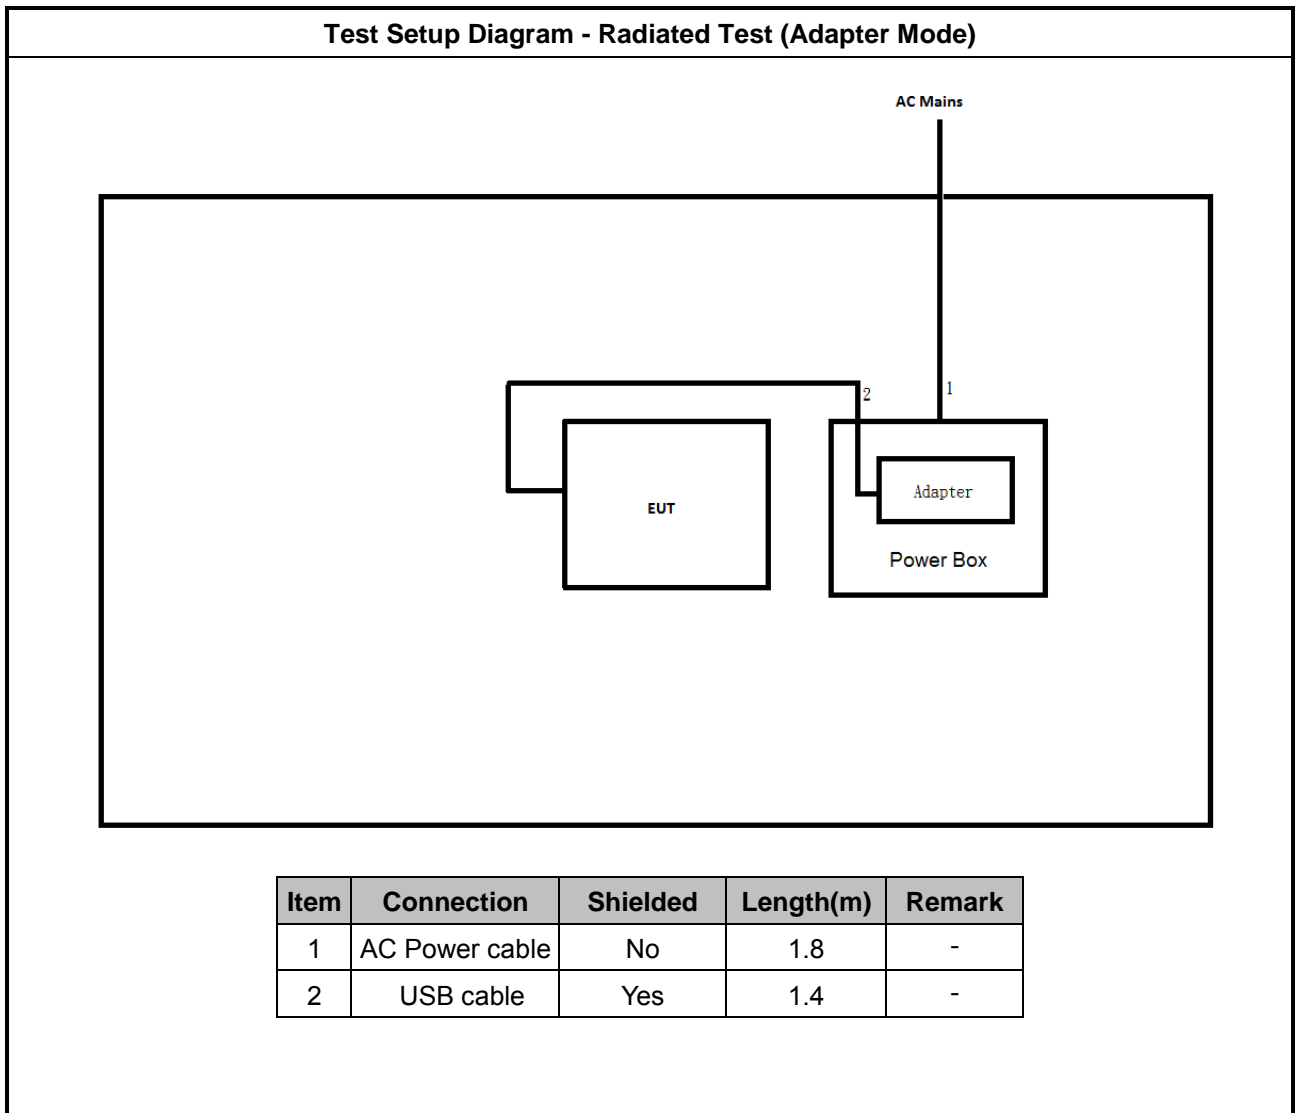 Test Setup Diagram - Radiated Test (Adapter Mode)
AC Mains
2
1
Adapter
EUT
Power Box
Item Connection Shielded Length(m) Remark
1 AC Power cable No 1.8 -
2 USB cable Yes 1.4 -